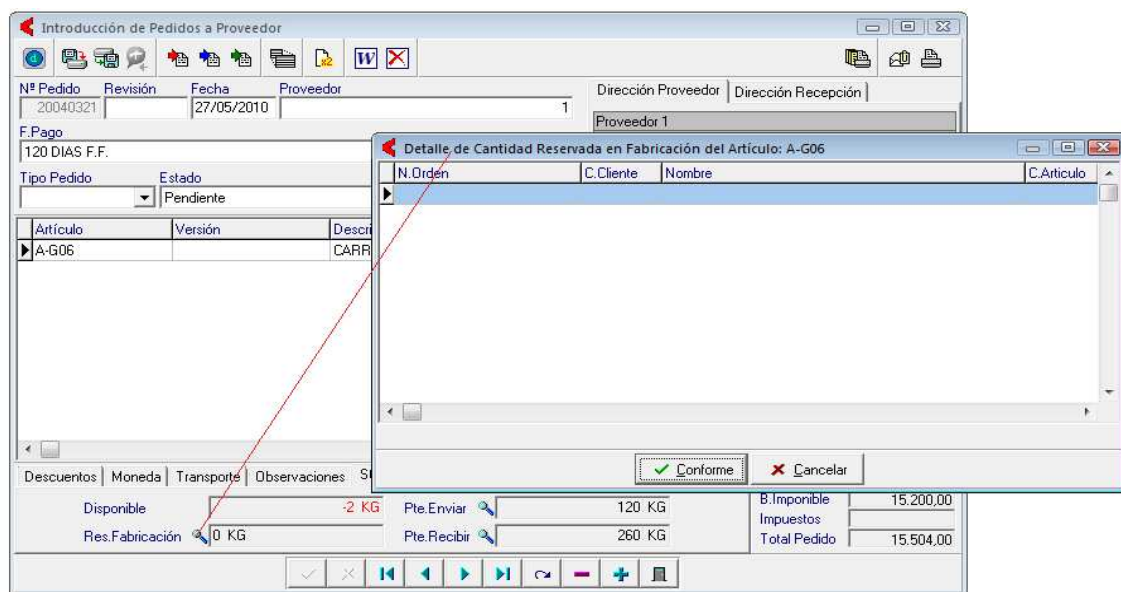 Introducción de Pedidos a Proveedor
x2 W
Nº Pedido Revisión Fecha Proveedor
20040321 27/05/2010 1
Dirección Proveedor Dirección Recepción
Proveedor 1
F.Pago
120 DIAS F.F.
Tipo Pedido Estado
Pendiente
Artículo Versión Descri
A-G06 CARR
Detalle de Cantidad Reservada en Fabricación del Artículo: A-G06
N.Orden C.Cliente Nombre C.Articulo
Conforme Cancelar
Descuentos Moneda Transporte Observaciones
Disponible -2 KG Pte.Enviar 120 KG B.Imponible 15.200,00
Impuestos
Res.Fabricación 0 KG Pte.Recibir 260 KG Total Pedido 15.504,00